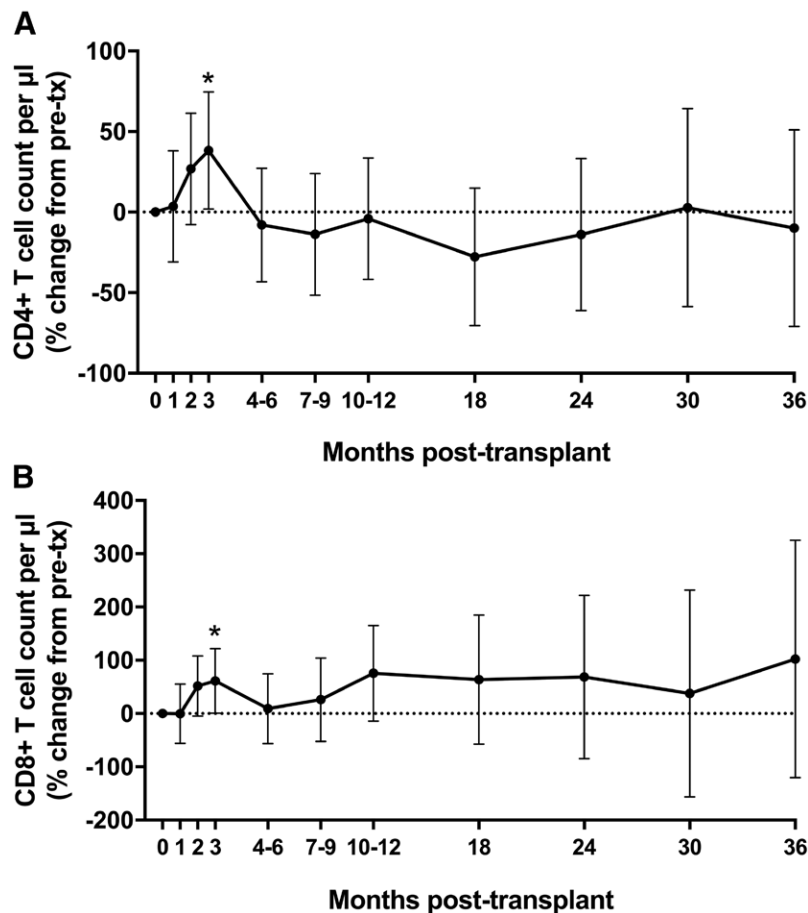 A
CD4+ T cell count per µl
(% change from pre-tx)
100
50
0
-50
-100
*
0 1 2 3 4-6 7-9 10-12 18 24 30 36
Months post-transplant
B
CD8+ T cell count per µl
(% change from pre-tx)
400
300
200
100
0
-100
-200
*
0 1 2 3 4-6 7-9 10-12 18 24 30 36
Months post-transplant